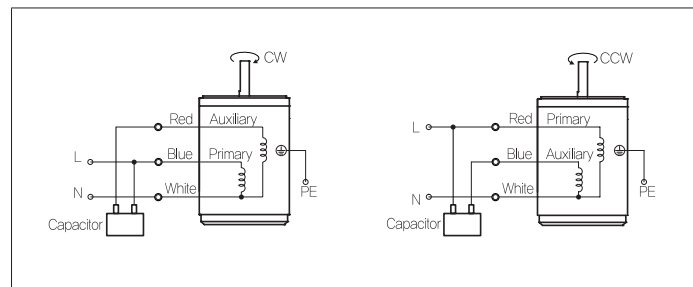 CW
Red Auxiliary
L Blue Primary
N White PE
Capacitor
CCW
L Red Primary
Blue Auxiliary
N White PE
Capacitor